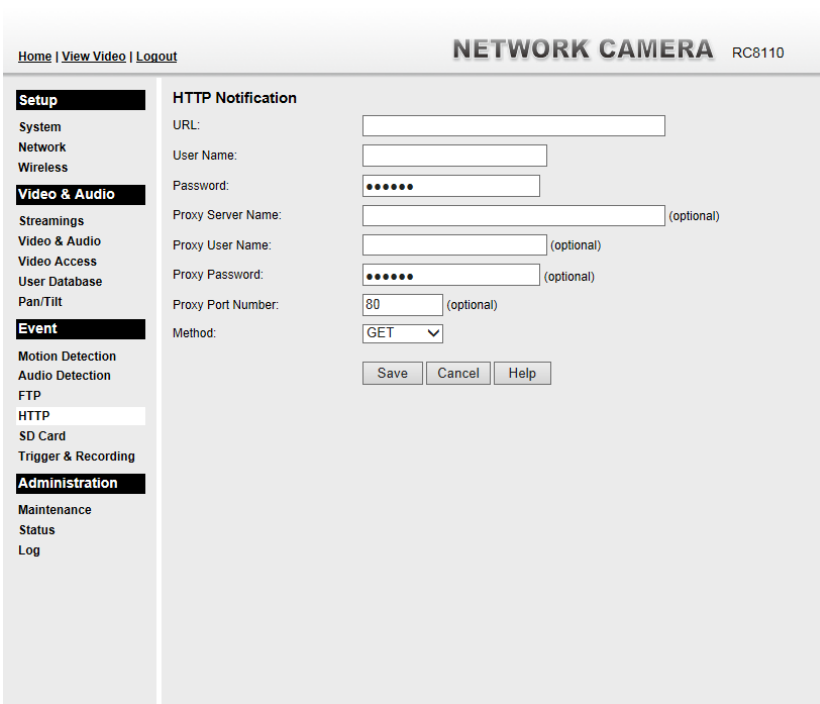 NETWORK CAMERA RC8110
Home | View Video | Logout
Setup
System
Network
Wireless
Video & Audio
Streamings
Video & Audio
Video Access
User Database
Pan/Tilt
Event
Motion Detection
Audio Detection
FTP
HTTP
SD Card
Trigger & Recording
Administration
Maintenance
Status
Log
HTTP Notification
URL:
User Name:
Password: ●●●●●●
Proxy Server Name: (optional)
Proxy User Name: (optional)
Proxy Password: ●●●●●● (optional)
Proxy Port Number: 80 (optional)
Method: GET
Save Cancel Help